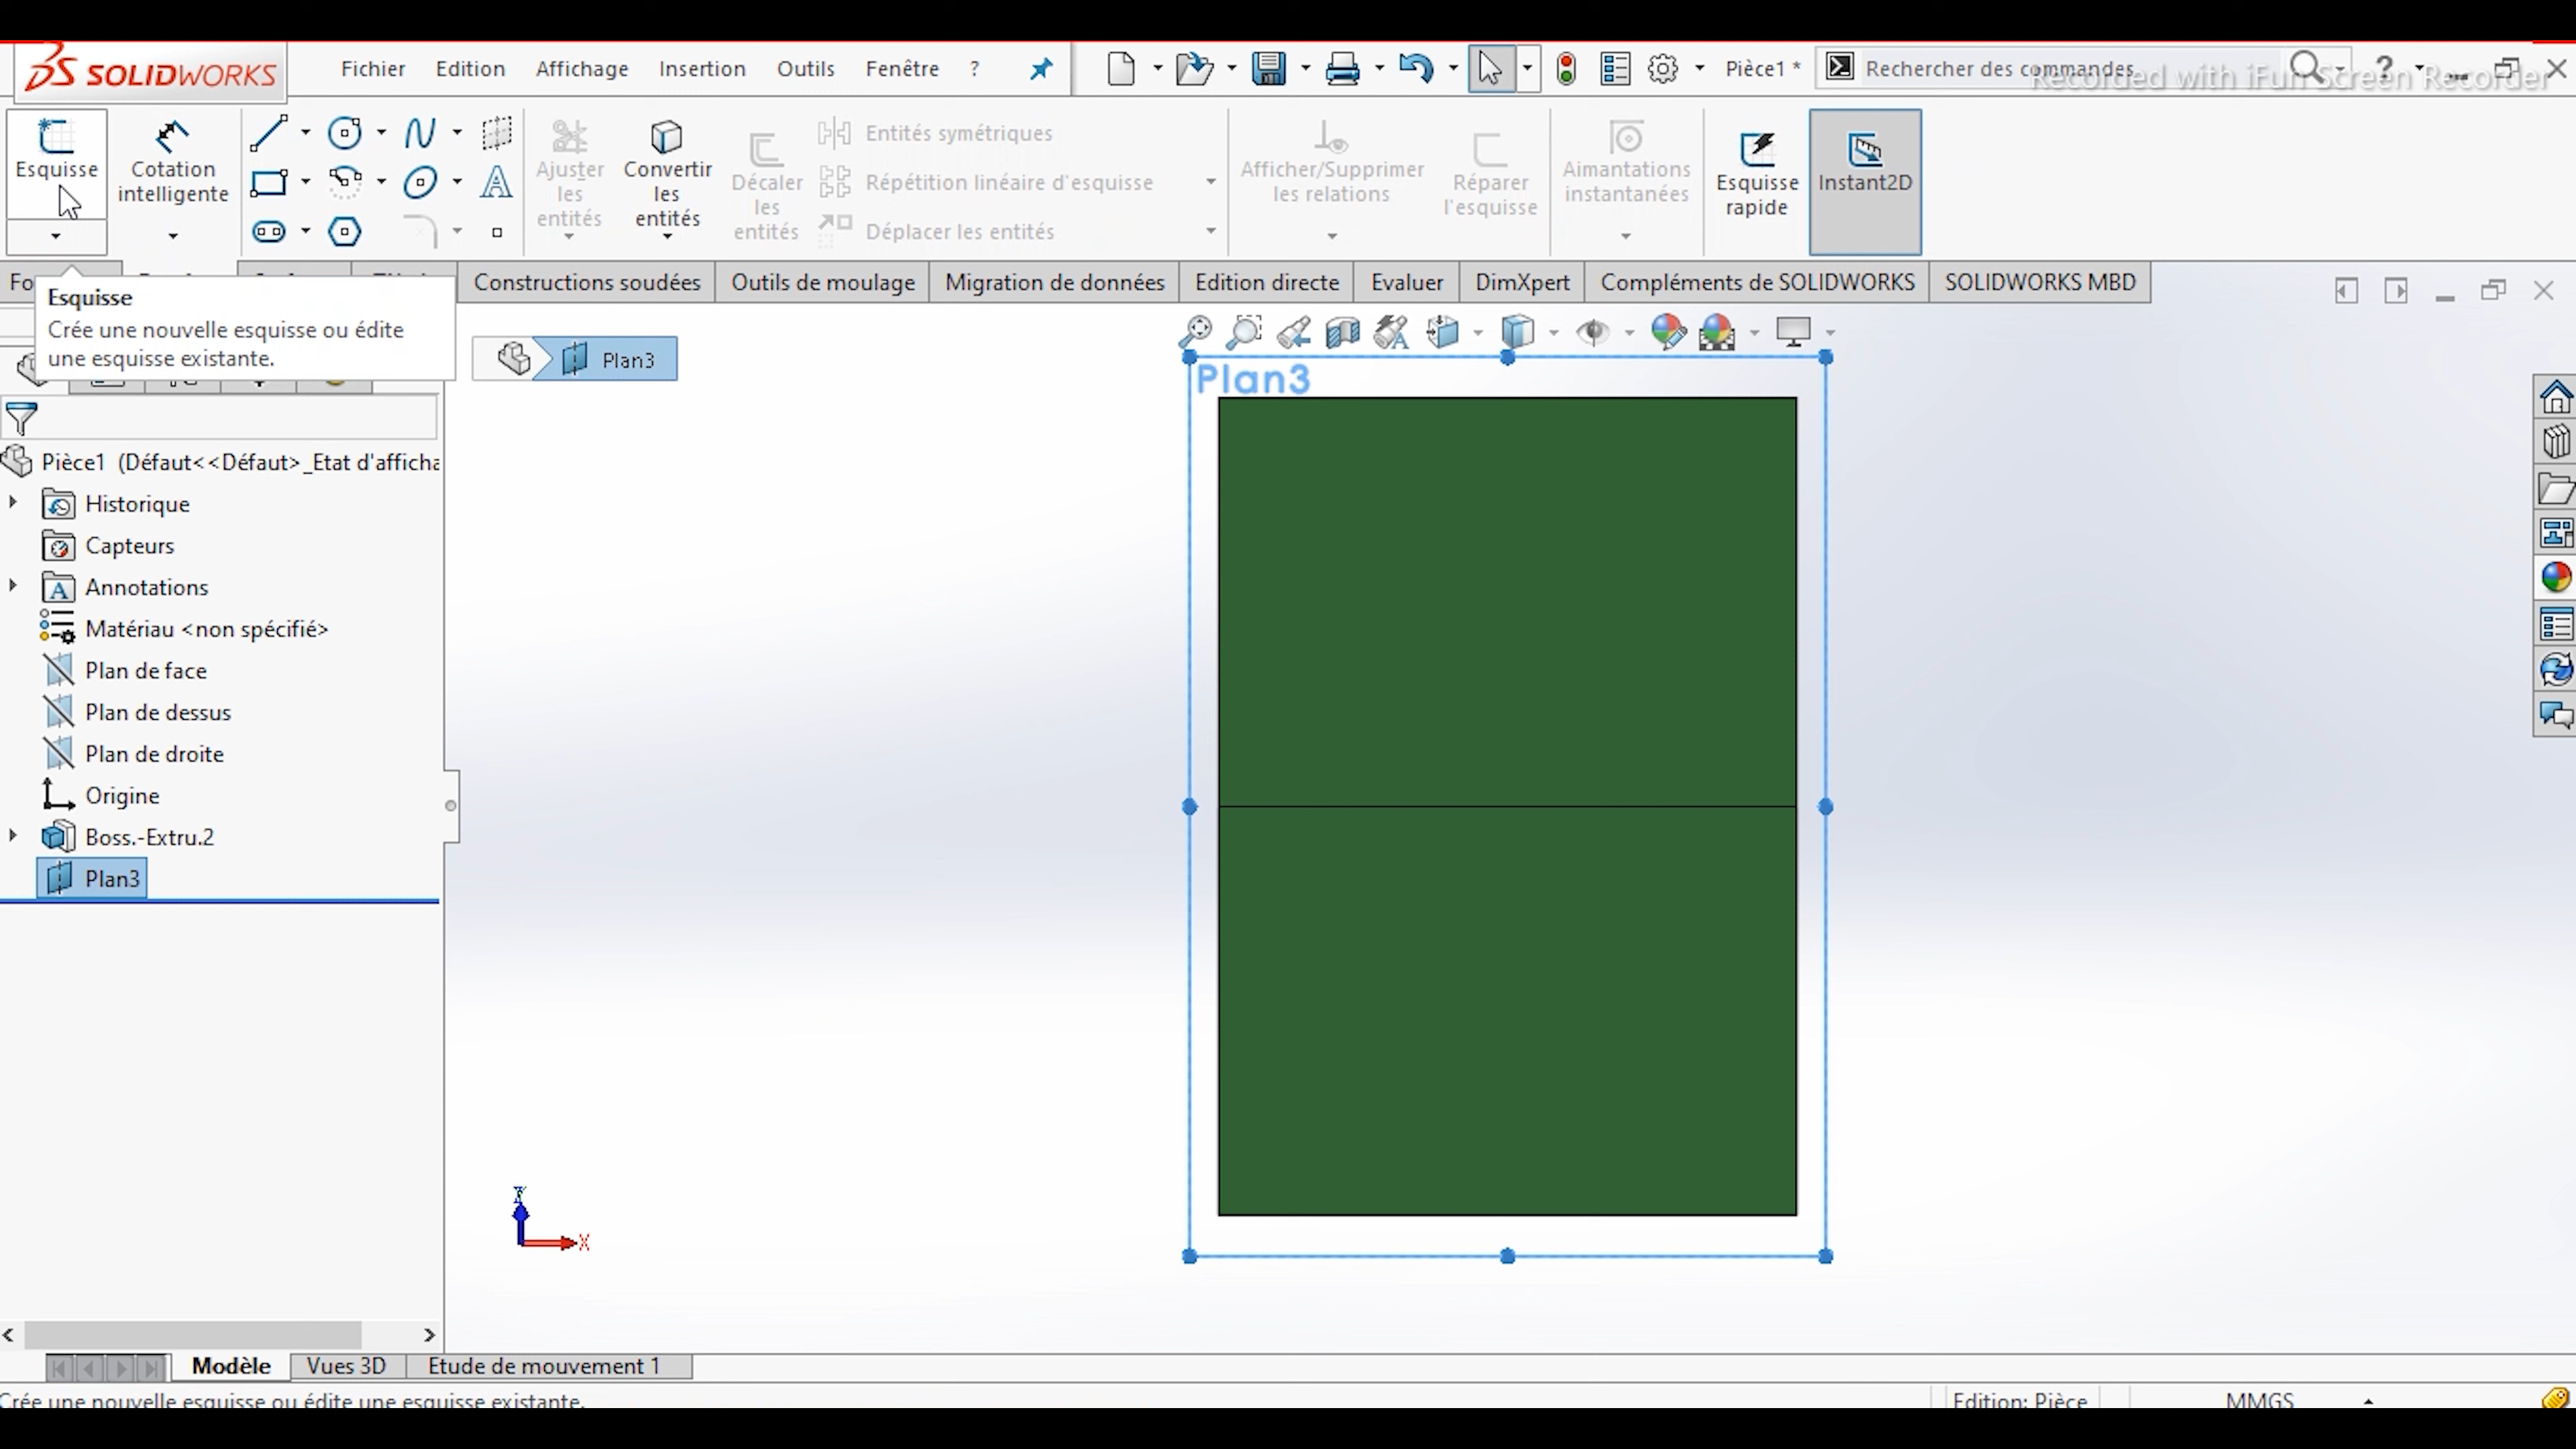 SOLIDWORKS
Fichier Edition Affichage Insertion Outils Fenêtre ?
Pièce1 *
Rechercher des commandes
Recorded with iFun Screen Recorder
Esquisse
Cotation
intelligente
Ajuster
les
entités
Convertir
les
entités
Décaler
les
entités
Entités symétriques
Répétition linéaire d'esquisse
Déplacer les entités
Afficher/Supprimer
les relations
Réparer
l'esquisse
Aimantations
instantanées
Esquisse
rapide
Instant2D
Constructions soudées Outils de moulage Migration de données Edition directe Evaluer DimXpert Compléments de SOLIDWORKS SOLIDWORKS MBD
Esquisse
Crée une nouvelle esquisse ou édite
une esquisse existante.
Plan3
Plan3
Pièce1 (Défaut<<Défaut>_Etat d'afficha
Historique
Capteurs
Annotations
Matériau <non spécifié>
Plan de face
Plan de dessus
Plan de droite
Origine
Boss.-Extru.2
Plan3
X
Modèle Vues 3D Etude de mouvement 1
Crée une nouvelle esquisse ou édite une esquisse existante.
Edition: Pièce
MMGS